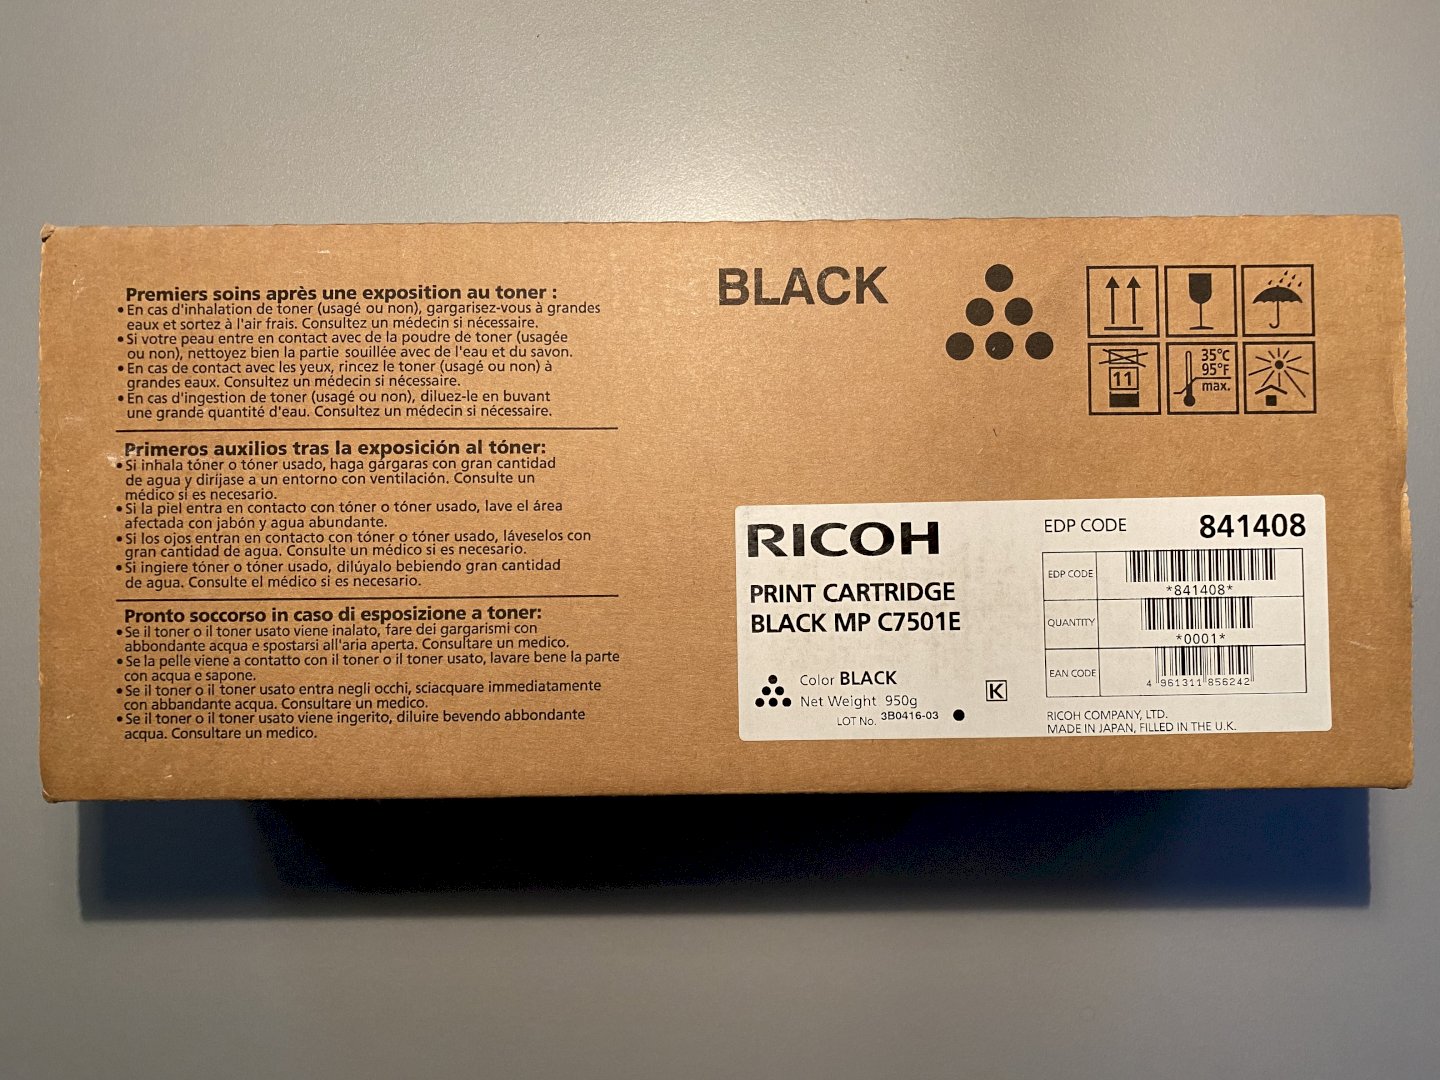 Premiers soins après une exposition au toner :
•En cas d'inhalation de toner (usagé ou non), gargarisez-vous à grandes
eaux et sortez à l'air frais. Consultez un médecin si nécessaire.
•Si votre peau entre en contact avec de la poudre de toner (usagée
ou non), nettoyez bien la partie souillée avec de l'eau et du savon.
•En cas de contact avec les yeux, rincez le toner (usagé ou non) à
grandes eaux. Consultez un médecin si nécessaire.
•En cas d'ingestion de toner (usagé ou non), diluez-le en buvant
une grande quantité d'eau. Consultez un médecin si nécessaire.
Primeros auxilios tras la exposición al tóner:
•Si inhala tóner o tóner usado, haga gárgaras con gran cantidad
de agua y diríjase a un entorno con ventilación. Consulte un
médico si es necesario.
•Si la piel entra en contacto con tóner o tóner usado, lave el área
afectada con jabón y agua abundante.
•Si los ojos entran en contacto con tóner o tóner usado, láveselos con
gran cantidad de agua. Consulte un médico si es necesario.
•Si ingiere tóner o tóner usado, dilúyalo bebiendo gran cantidad
de agua. Consulte el médico si es necesario.
Pronto soccorso in caso di esposizione a toner:
•Se il toner o il toner usato viene inalato, fare dei gargarismi con
abbondante acqua e spostarsi all'aria aperta. Consultare un medico.
•Se la pelle viene a contatto con il toner o il toner usato, lavare bene la parte
con acqua e sapone.
•Se il toner o il toner usato entra negli occhi, sciacquare immediatamente
con abbandante acqua. Consultare un medico.
•Se il toner o il toner usato viene ingerito, diluire bevendo abbondante
acqua. Consultare un medico.
BLACK
11
35°C
95°F
max.
RICOH
PRINT CARTRIDGE
BLACK MP C7501E
Color BLACK
Net Weight 950g
LOT No. 3B0416-03
K
EDP CODE 841408
EDP CODE
*841408*
QUANTITY
*0001*
EAN CODE
4 961311 856242
RICOH COMPANY, LTD.
MADE IN JAPAN, FILLED IN THE U.K.